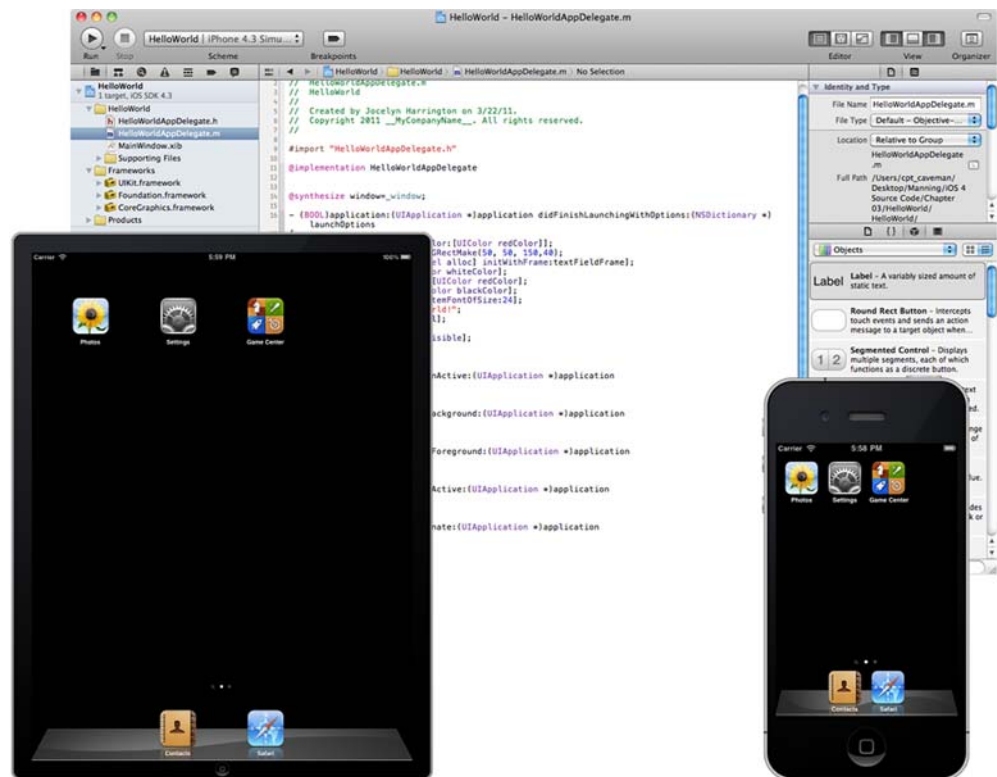 HelloWorld – HelloWorldAppDelegate.m
HelloWorld | iPhone 4.3 Simu...
Run
Stop
Scheme
Breakpoints
Editor
View
Organizer
HelloWorld
1 target, iOS SDK 4.3
HelloWorld
HelloWorldAppDelegate.h
HelloWorldAppDelegate.m
MainWindow.xib
Supporting Files
Frameworks
UIKit.framework
Foundation.framework
CoreGraphics.framework
Products
HelloWorld
HelloWorld
HelloWorldAppDelegate.m
No Selection
// HelloWorldAppDelegate.m
// HelloWorld
//
// Created by Jocelyn Harrington on 3/22/11.
// Copyright 2011 __MyCompanyName__. All rights reserved.
//
#import "HelloWorldAppDelegate.h"
@implementation HelloWorldAppDelegate
@synthesize window=_window;
- (BOOL)application:(UIApplication *)application didFinishLaunchingWithOptions:(NSDictionary *)
launchOptions
olor:[UIColor redColor]];
GRectMake(50, 50, 150,40);
el alloc] initWithFrame:textFieldFrame];
or whiteColor];
[UIColor redColor];
olor blackColor];
temFontOfSize:24];
rld!";
l];
isible];
nActive:(UIApplication *)application
ackground:(UIApplication *)application
Foreground:(UIApplication *)application
Active:(UIApplication *)application
nate:(UIApplication *)application
Identity and Type
File Name HelloWorldAppDelegate.m
File Type Default – Objective-...
Location Relative to Group
HelloWorldAppDelegate
.m
Full Path /Users/cpt_caveman/
Desktop/Manning/iOS 4
Source Code/Chapter
03/HelloWorld/
HelloWorld/
Objects
Label
Label – A variably sized amount of
static text.
Round Rect Button – Intercepts
touch events and sends an action
message to a target object when...
1 2
Segmented Control – Displays
multiple segments, each of which
functions as a discrete button.
Carrier
5:59 PM
100%
Photos
Settings
Game Center
Contacts
Safari
Carrier
5:58 PM
Photos
Settings
Game Center
Contacts
Safari